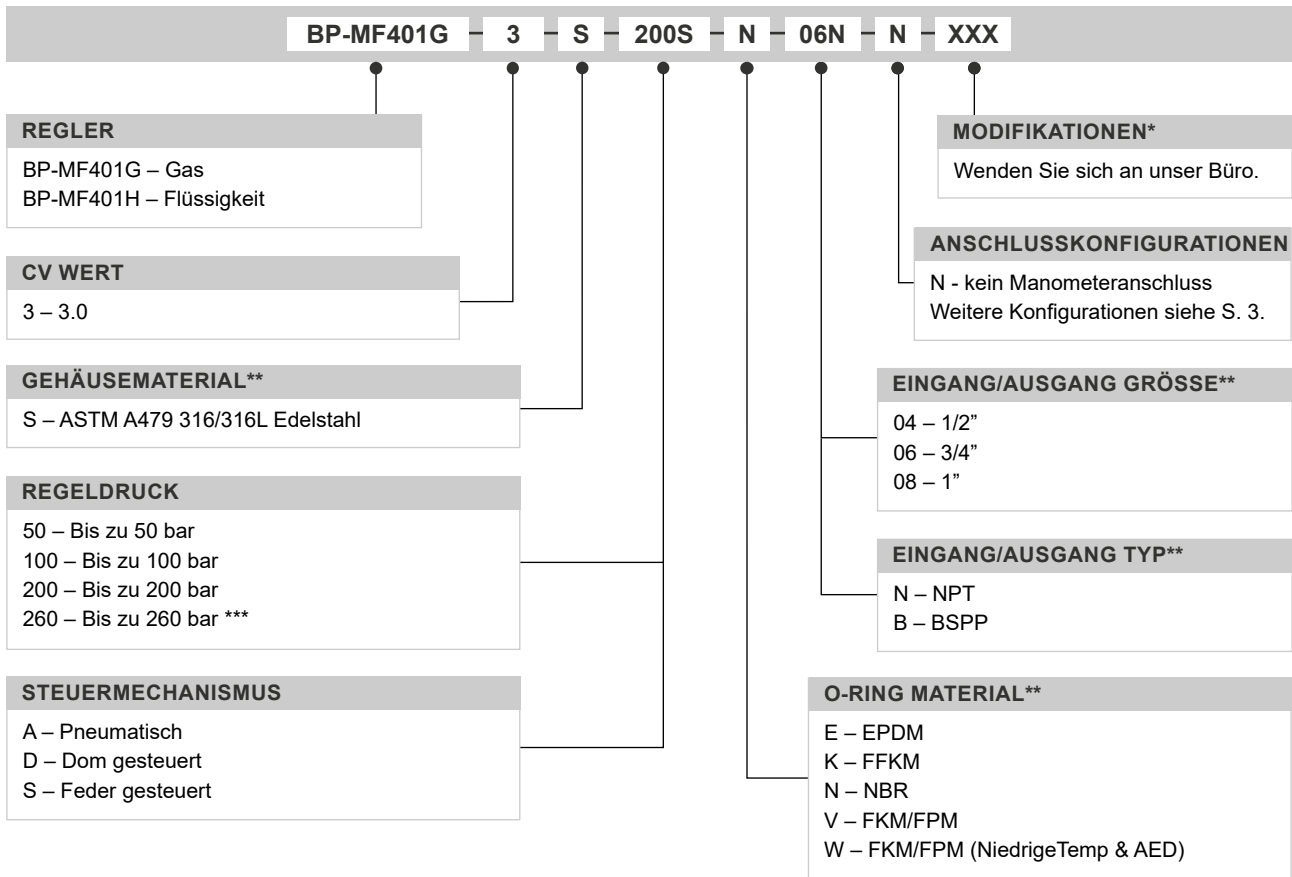 BP-MF401G – 3 – S – 200S – N – 06N – N – XXX
REGLER
BP-MF401G – Gas
BP-MF401H – Flüssigkeit
CV WERT
3 – 3.0
GEHÄUSEMATERIAL**
S – ASTM A479 316/316L Edelstahl
REGELDRUCK
50 – Bis zu 50 bar
100 – Bis zu 100 bar
200 – Bis zu 200 bar
260 – Bis zu 260 bar ***
STEUERMECHANISMUS
A – Pneumatisch
D – Dom gesteuert
S – Feder gesteuert
MODIFIKATIONEN*
Wenden Sie sich an unser Büro.
ANSCHLUSSKONFIGURATIONEN
N - kein Manometeranschluss
Weitere Konfigurationen siehe S. 3.
EINGANG/AUSGANG GRÖSSE**
04 – 1/2”
06 – 3/4”
08 – 1”
EINGANG/AUSGANG TYP**
N – NPT
B – BSPP
O-RING MATERIAL**
E – EPDM
K – FFKM
N – NBR
V – FKM/FPM
W – FKM/FPM (NiedrigeTemp & AED)